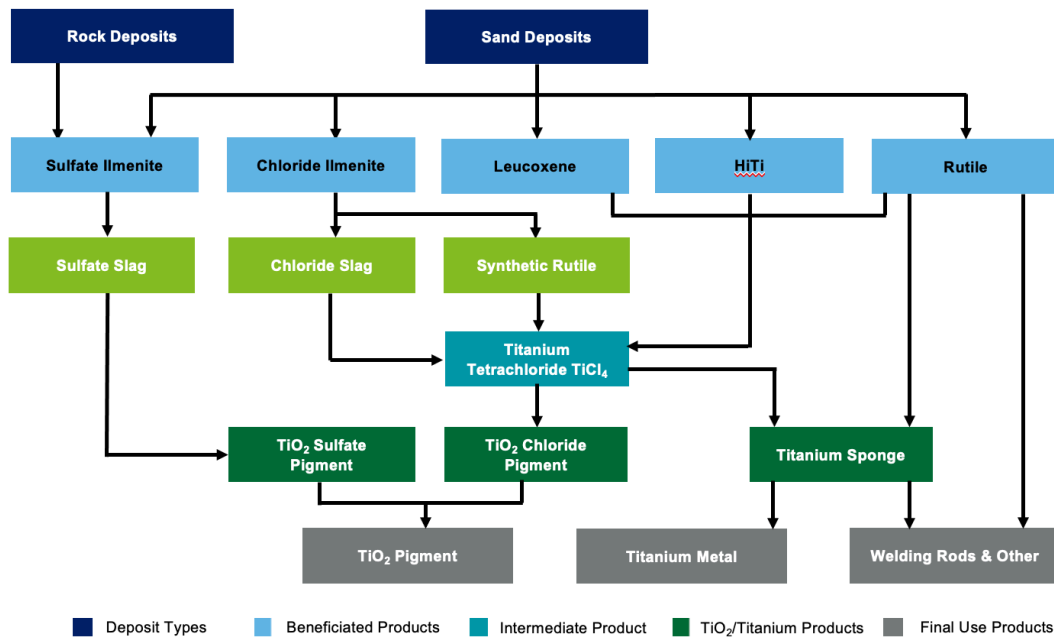 Rock Deposits
Sand Deposits
Sulfate Ilmenite
Chloride Ilmenite
Leucoxene
HiTi
Rutile
Sulfate Slag
Chloride Slag
Synthetic Rutile
Titanium
Tetrachloride TiCl₄
TiO₂ Sulfate
Pigment
TiO₂ Chloride
Pigment
Titanium Sponge
TiO₂ Pigment
Titanium Metal
Welding Rods & Other
Deposit Types
Beneficiated Products
Intermediate Product
TiO₂/Titanium Products
Final Use Products